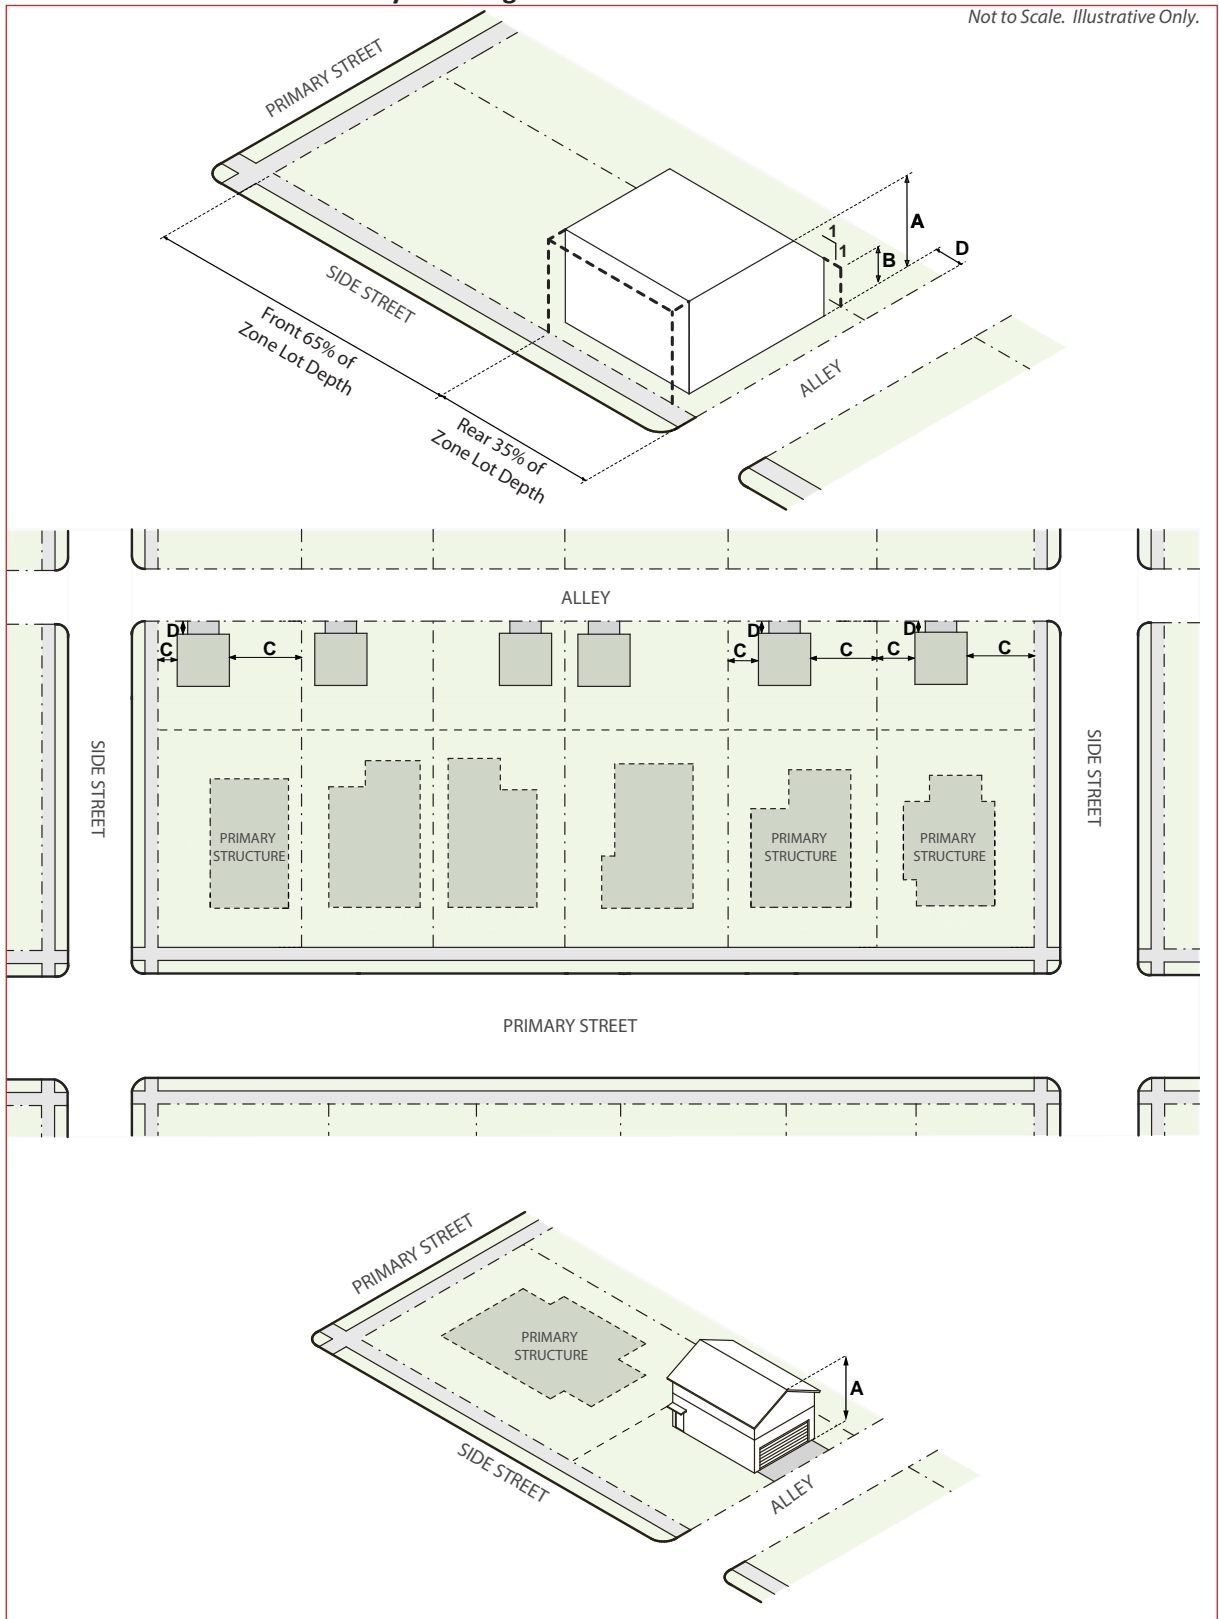 Not to Scale. Illustrative Only.
PRIMARY STREET
A
1
1
B
D
SIDE STREET
Front 65% of
Zone Lot Depth
ALLEY
Rear 35% of
Zone Lot Depth
ALLEY
D
D
D
C
C
C
C
C
C
SIDE STREET
SIDE STREET
PRIMARY
STRUCTURE
PRIMARY
STRUCTURE
PRIMARY
STRUCTURE
PRIMARY STREET
PRIMARY STREET
PRIMARY
STRUCTURE
A
SIDE STREET
ALLEY